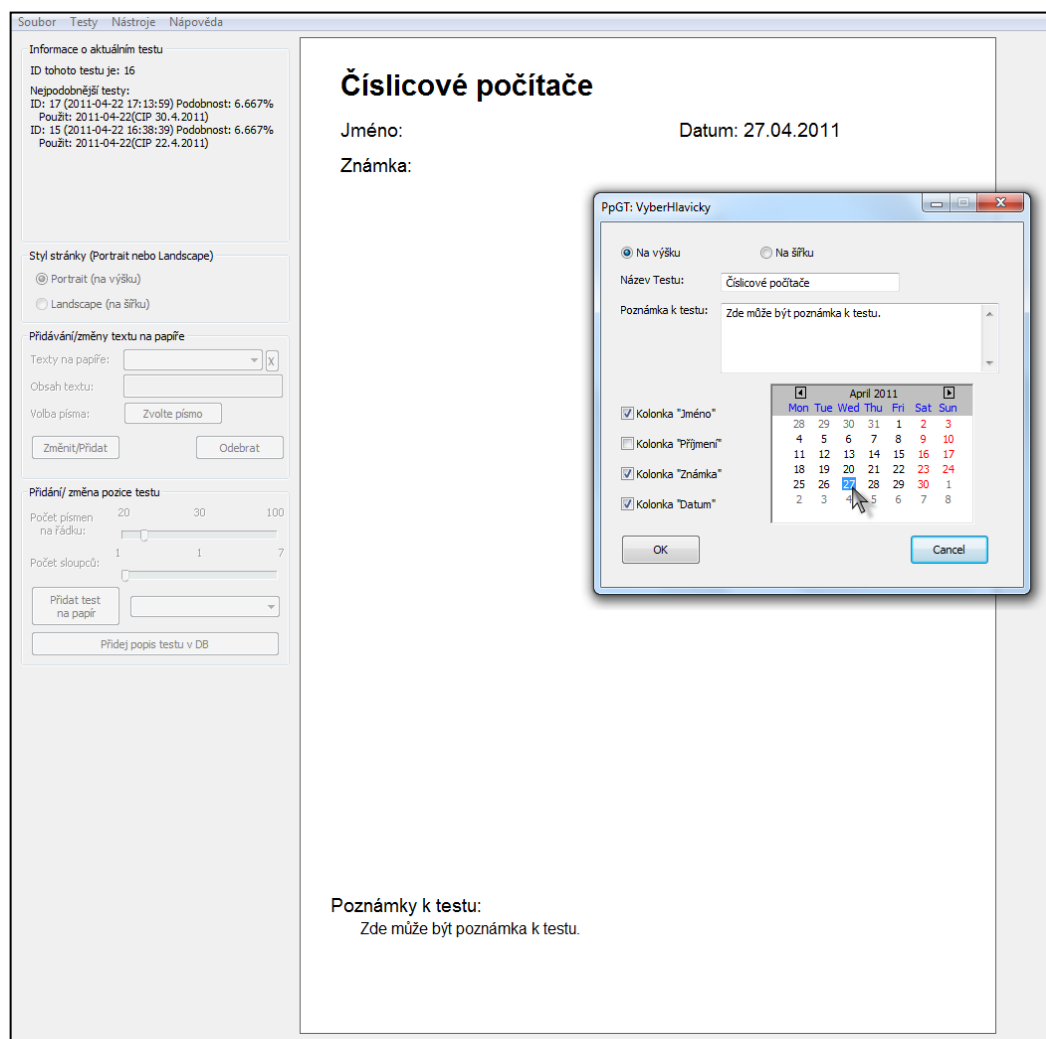 Soubor Testy Nástroje Nápověda
Informace o aktuálním testu
ID tohoto testu je: 16
Nejpodobnější testy:
ID: 17 (2011-04-22 17:13:59) Podobnost: 6.667%
Použit: 2011-04-22(CIP 30.4.2011)
ID: 15 (2011-04-22 16:38:39) Podobnost: 6.667%
Použit: 2011-04-22(CIP 22.4.2011)
Styl stránky (Portrait nebo Landscape)
Portrait (na výšku)
Landscape (na šířku)
Přidávání/změny textu na papíře
Texty na papíře: X
Obsah textu:
Volba písma: Zvolte písmo
Změnit/Přidat Odebrat
Přidání/ změna pozice testu
Počet písmen na řádku: 20 30 100
Počet sloupců: 1 1 7
Přidat test
na papír
Přidej popis testu v DB
Číslicové počítače
Jméno: Datum: 27.04.2011
Známka:
PpGT: VyberHlavicky
Na výšku Na šířku
Název Testu: Číslicové počítače
Poznámka k testu: Zde může být poznámka k testu.
Kolonka "Jméno"
Kolonka "Příjmení"
Kolonka "Známka"
Kolonka "Datum"
April 2011
Mon Tue Wed Thu Fri Sat Sun
28 29 30 31 1 2 3
4 5 6 7 8 9 10
11 12 13 14 15 16 17
18 19 20 21 22 23 24
25 26 27 28 29 30 1
2 3 4 5 6 7 8
OK Cancel
Poznámky k testu:
Zde může být poznámka k testu.